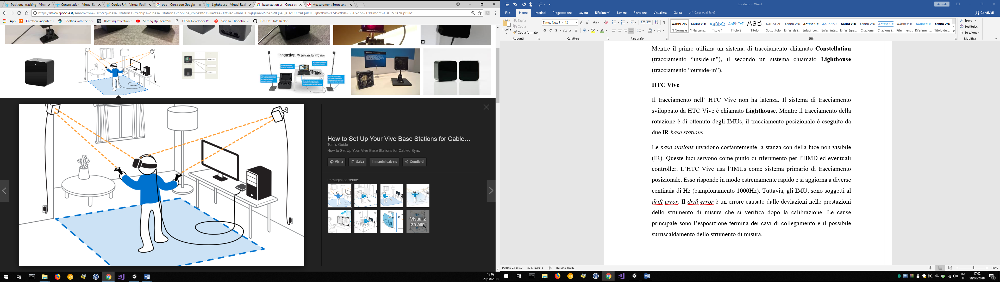 Positional tracking - Virtu
Constellation - Virtual Re
Oculus Rift - Virtual Reali
trad - Cerca con Google
Lighthouse - Virtual Reali
base station vr - Cerca co
Measurement Errors and
https://www.google.it/search?tbm=isch&q=base+station+vr&chips=q:base+station+vr,online_chips:htc+vive&sa=X&ved=0ahUKEwjKjKae6PvcAhWQ6aQKHc1CCxAQ4lYIKCgB&biw=1745&bih=861&dpr=1.1#imgrc=GsHLV3KN6pBliM:
App
Caratteri vaganti: "L
Tooltips with the ne
Rotating reflection p
Setting Up SteamVR
OSVR Developer Por
Sign In :: Bonobo Git
GitHub - IntelRealSe
Innoactive. VR Suitcase for HTC Vive
How to Set Up Your Vive Base Stations for Cable...
Tom's Guide
How to Set Up Your Vive Base Stations for Cabled Sync
Visita
Salva
Immagini salvate
Condividi
Immagini correlate:
Visualiz
za altri
17:02
20/08/2018
tesi.docx - Word
Accedi
File
Home
Inserisci
Progettazione
Layout
Riferimenti
Lettere
Revisione
Visualizza
Guida
Cosa vuoi fare?
Condividi
Incolla
Taglia
Copia
Copia formato
Appunti
Times New F
13
Carattere
Paragrafo
AaBbCcDc
¶ Normale
AaBbCcDc
¶ Nessuna...
AaBbCc
Titolo 1
AaBbCcD
Titolo 2
AaB
Titolo
AaBbCcD
Sottotitolo
AaBbCcDc
Enfasi deli...
AaBbCcDc
Enfasi (cor...
AaBbCcDc
Enfasi inte...
AaBbCcDc
Enfasi (gra...
AaBbCcDc
Citazione
AaBbCcDc
Citazione i...
AaBbCcDc
Riferiment...
AaBbCcDc
Riferiment...
AaBbCcDc
Titolo del...
Stili
Trova
Sostituisci
Seleziona
Modifica
Mentre il primo utilizza un sistema di tracciamento chiamato Constellation
(tracciamento “inside-in”), il secondo un sistema chiamato Lighthouse
(tracciamento “outside-in”).
HTC Vive
Il tracciamento nell’ HTC Vive non ha latenza. Il sistema di tracciamento
sviluppato da HTC Vive è chiamato Lighthouse. Mentre il tracciamento della
rotazione è di ottenuto degli IMUs, il tracciamento posizionale è eseguito da
due IR base stations.
Le base stations invadono costantemente la stanza con della luce non visibile
(IR). Queste luci servono come punto di riferimento per l’HMD ed eventuali
controller. L’HTC Vive usa l’IMUs come sistema primario di tracciamento
posizionale. Esso risponde in modo estremamente rapido e si aggiorna a diverse
centinaia di Hz (campionamento 1000Hz). Tuttavia, gli IMU, sono soggetti al
drift error. Il drift error è un errore causato dalle deviazioni nelle prestazioni
dello strumento di misura che si verifica dopo la calibrazione. Le cause
principale sono l’esposizione termina dei cavi di collegamento e il possibile
surriscaldamento dello strumento di misura.
Pagina 24 di 30
5717 parole
Italiano (Italia)
140%
ITA
IT
17:02
20/08/2018